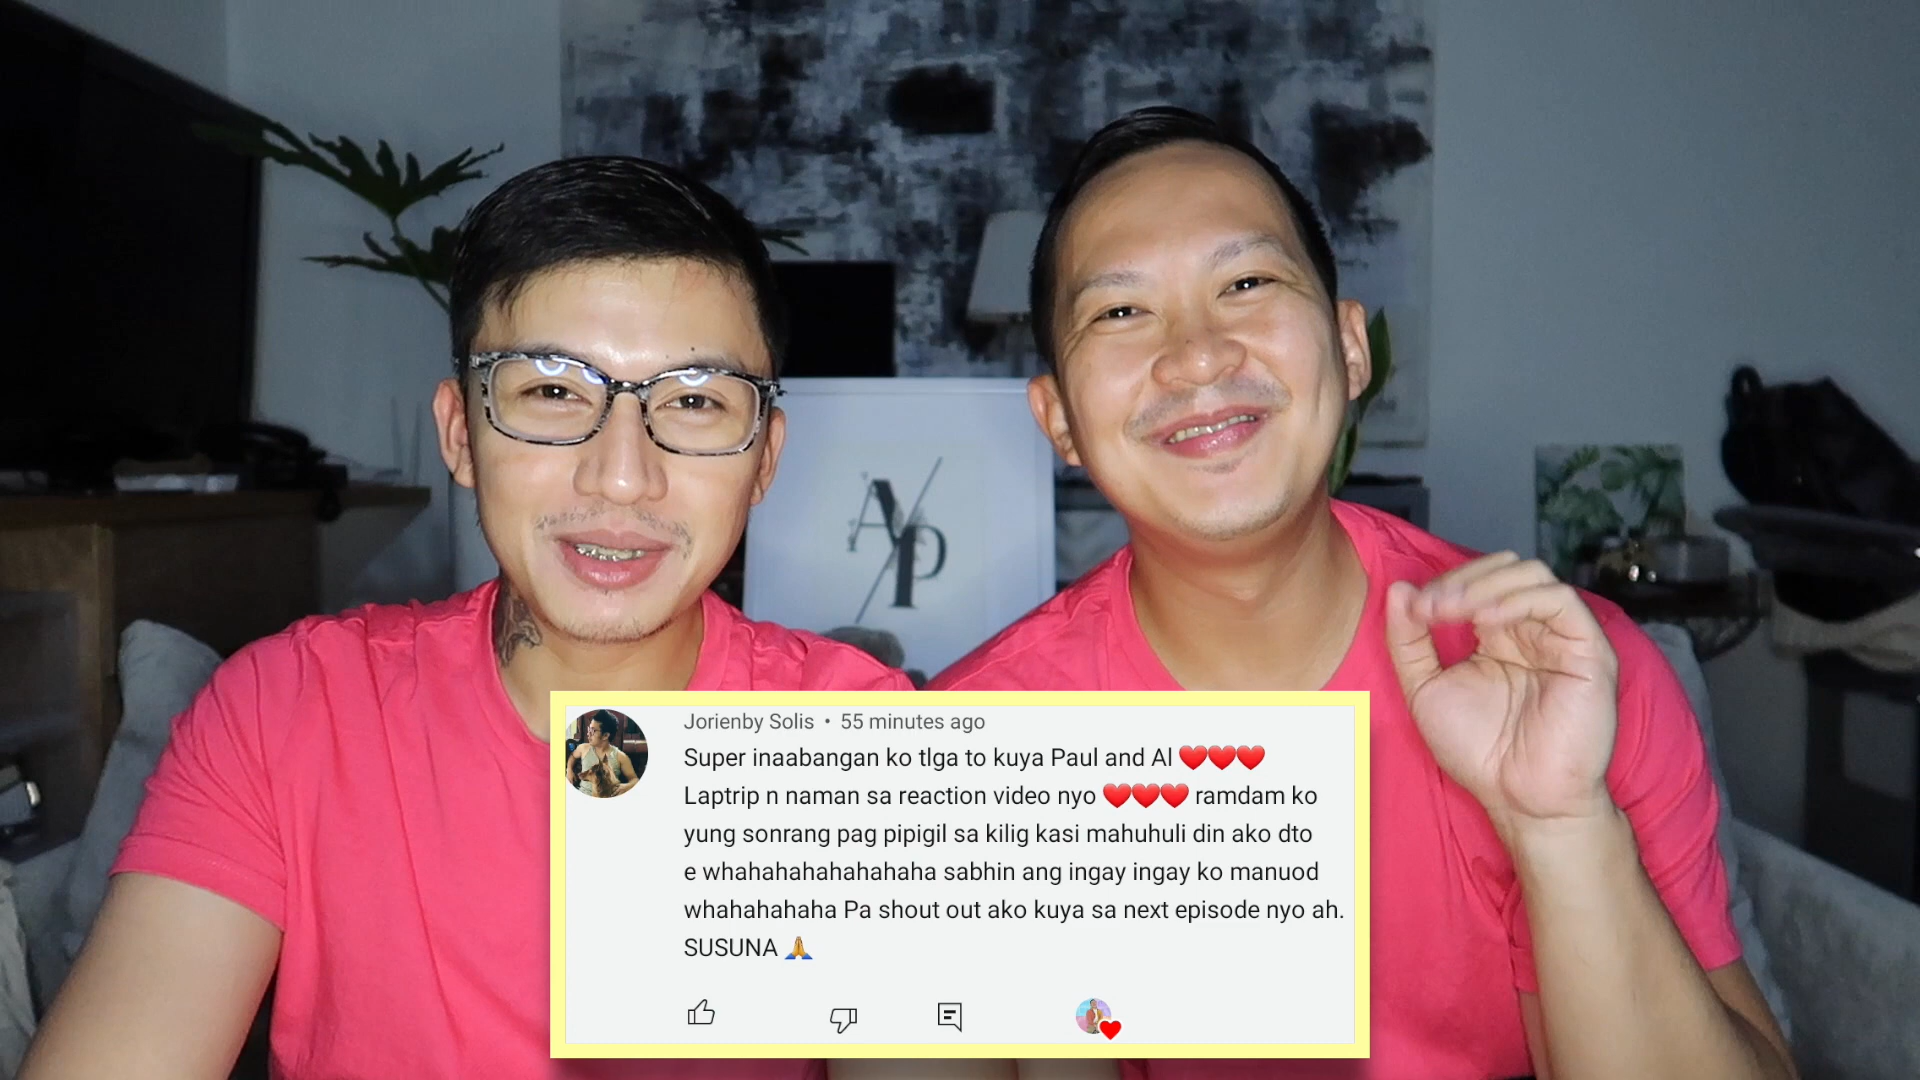 A/P
Jorienby Solis • 55 minutes ago
Super inaabangan ko tlga to kuya Paul and Al ❤️❤️❤️
Laptrip n naman sa reaction video nyo ❤️❤️❤️ ramdam ko
yung sonrang pag pipigil sa kilig kasi mahuhuli din ako dto
e whahahahahahahaha sabhin ang ingay ingay ko manuod
whahahahaha Pa shout out ako kuya sa next episode nyo ah.
SUSUNA 🙏